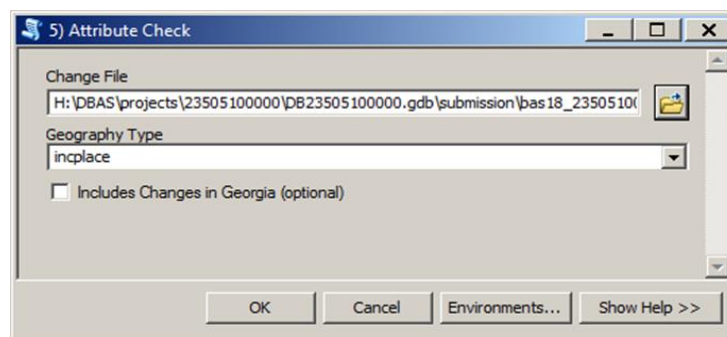 5) Attribute Check
Change File
H:\DBAS\projects\23505100000\DB23505100000.gdb\submission\bas18_2350510(
Geography Type
incplace
Includes Changes in Georgia (optional)
OK Cancel Environments... Show Help >>